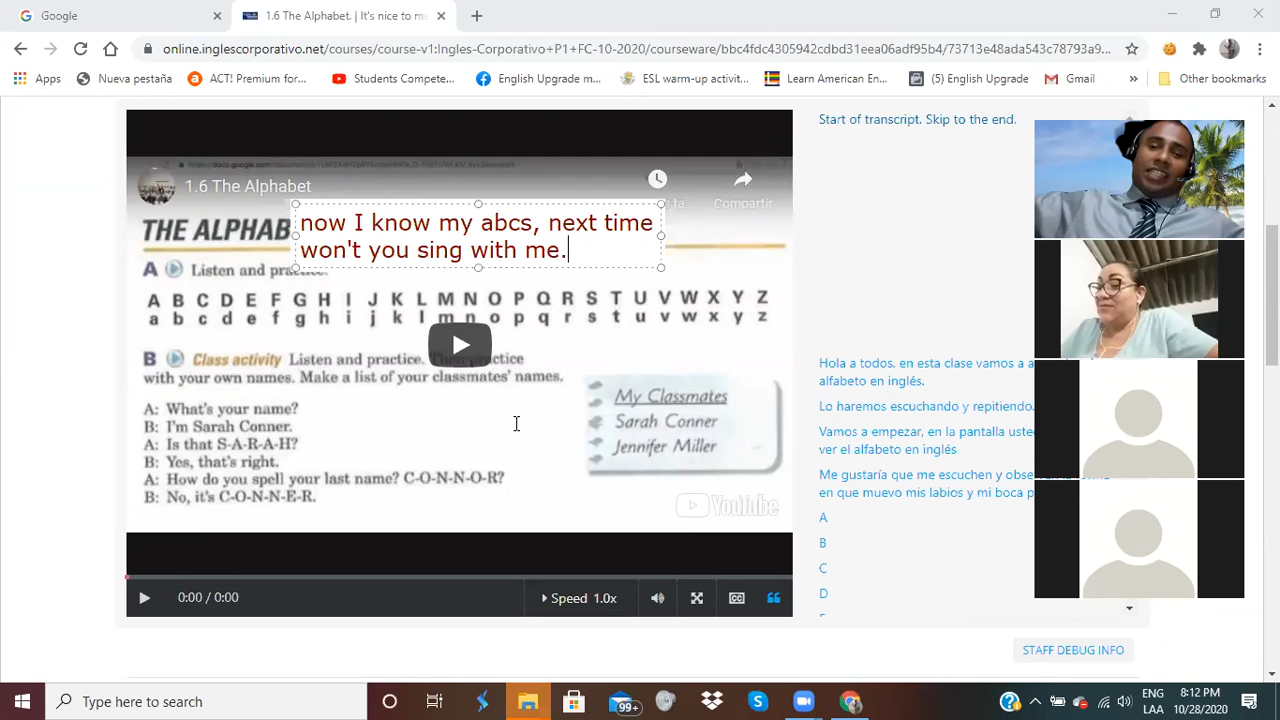 Google
1.6 The Alphabet. | It's nice to me
online.inglescorporativo.net/courses/course-v1:Ingles-Corporativo+P1+FC-10-2020/courseware/bbc4fdc4305942cdbd31eea06adf95b4/73713e48ada543c78793a9...
Apps
Nueva pestaña
ACT! Premium for...
Students Compete...
English Upgrade m...
ESL warm-up activit...
Learn American En...
(5) English Upgrade
Gmail
Other bookmarks
1.6 The Alphabet
Compartir
THE ALPHAB
now I know my abcs, next time
won't you sing with me.
A Listen and practice.
A B C D E F G H I J K L M N O P Q R S T U V W X Y Z
a b c d e f g h i j k l m n o p q r s t u v w x y z
B Class activity Listen and practice. Then practice
with your own names. Make a list of your classmates' names.
A: What's your name?
B: I'm Sarah Conner.
A: Is that S-A-R-A-H?
B: Yes, that's right.
A: How do you spell your last name? C-O-N-N-O-R?
B: No, it's C-O-N-N-E-R.
My Classmates
Sarah Conner
Jennifer Miller
YouTube
0:00 / 0:00
Speed 1.0x
Start of transcript. Skip to the end.
Hola a todos, en esta clase vamos a a
alfabeto en inglés.
Lo haremos escuchando y repitiendo.
Vamos a empezar, en la pantalla uste
ver el alfabeto en inglés
Me gustaría que me escuchen y obse
en que muevo mis labios y mi boca p
A
B
C
D
STAFF DEBUG INFO
Type here to search
99+
ENG
LAA
8:12 PM
10/28/2020